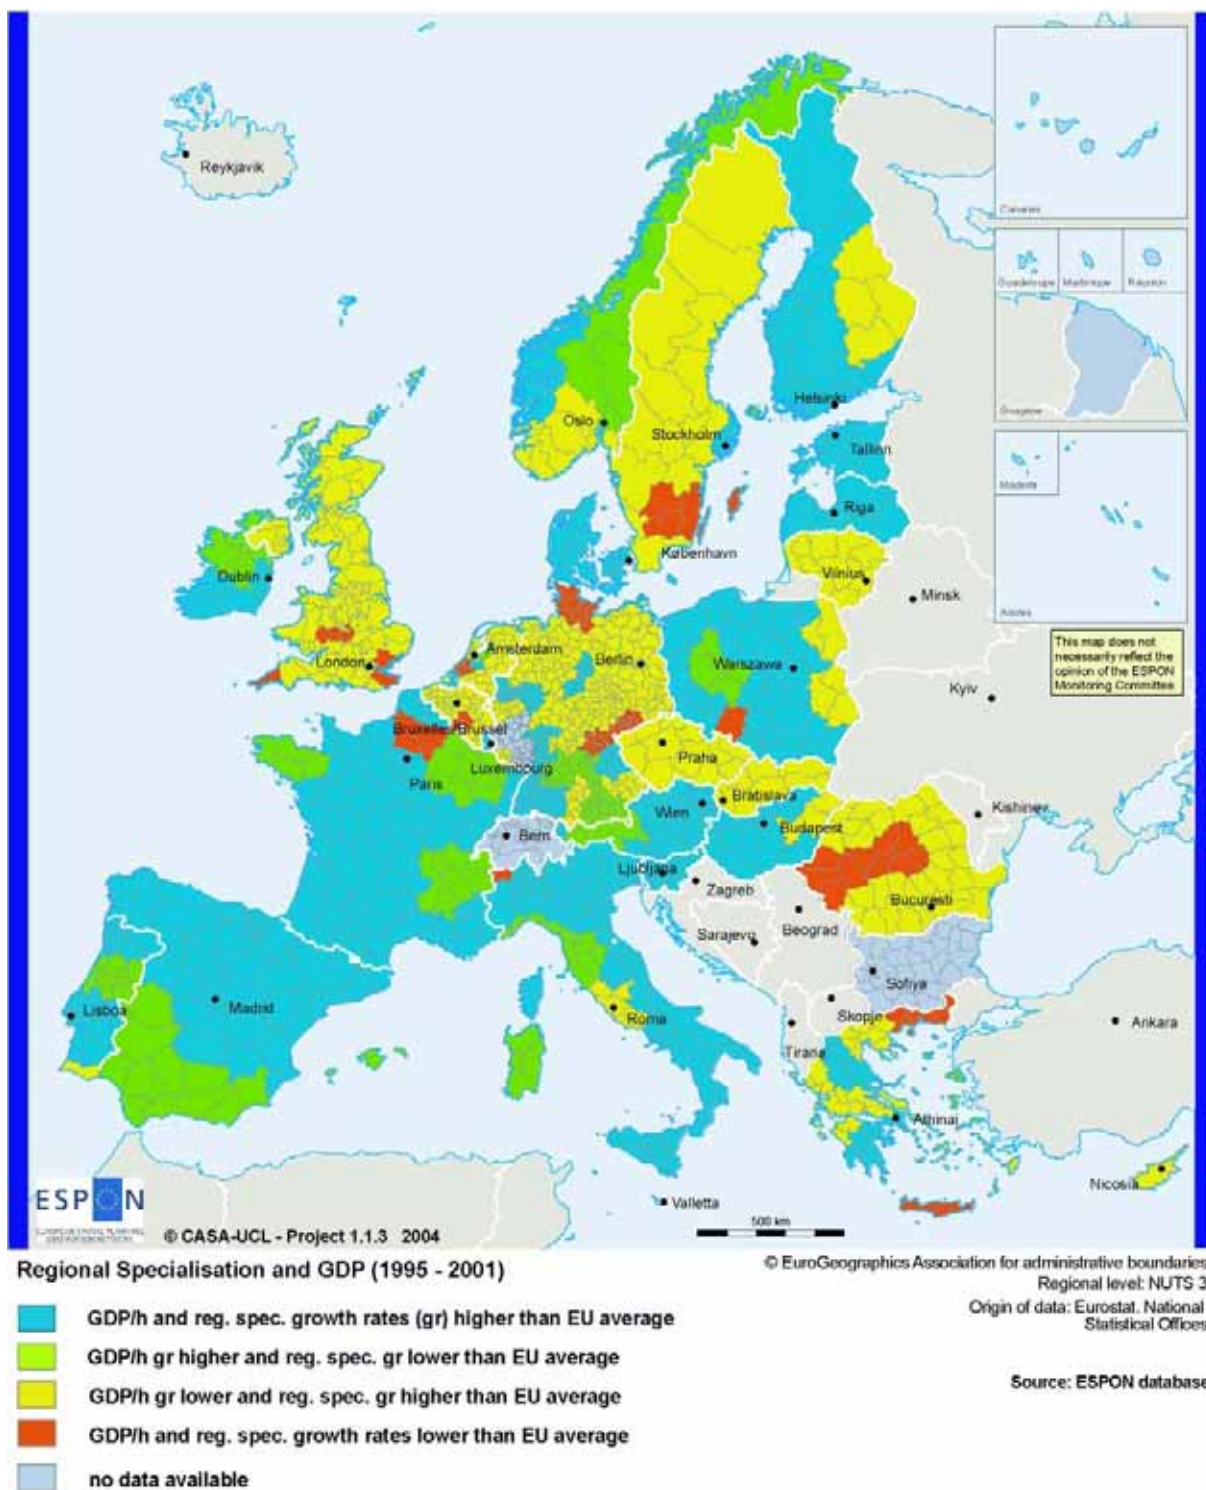 Reykjavik
Canaries
Guadeloupe
Martinique
Réunion
Guayane
Madeira
Azores
This map does not
necessarily reflect the
opinion of the ESPON
Monitoring Committee
Oslo
Helsinki
Stockholm
Tallinn
Riga
København
Dublin
Vilnius
Minsk
Amsterdam
London
Berlin
Warszawa
Kyiv
Bruxelles/Brussel
Luxembourg
Praha
Paris
Wien
Bratislava
Kishinev
Bern
Budapest
Ljubljana
Zagreb
Bucuresti
Beograd
Sarajevo
Sofiya
Lisboa
Madrid
Roma
Skopje
Ankara
Tirana
Athinai
Nicosia
Valletta
ESPON
500 km
© CASA-UCL - Project 1.1.3 2004
Regional Specialisation and GDP (1995 - 2001)
© EuroGeographics Association for administrative boundaries
Regional level: NUTS 3
Origin of data: Eurostat. National
Statistical Offices
Source: ESPON database
GDP/h and reg. spec. growth rates (gr) higher than EU average
GDP/h gr higher and reg. spec. gr lower than EU average
GDP/h gr lower and reg. spec. gr higher than EU average
GDP/h and reg. spec. growth rates lower than EU average
no data available